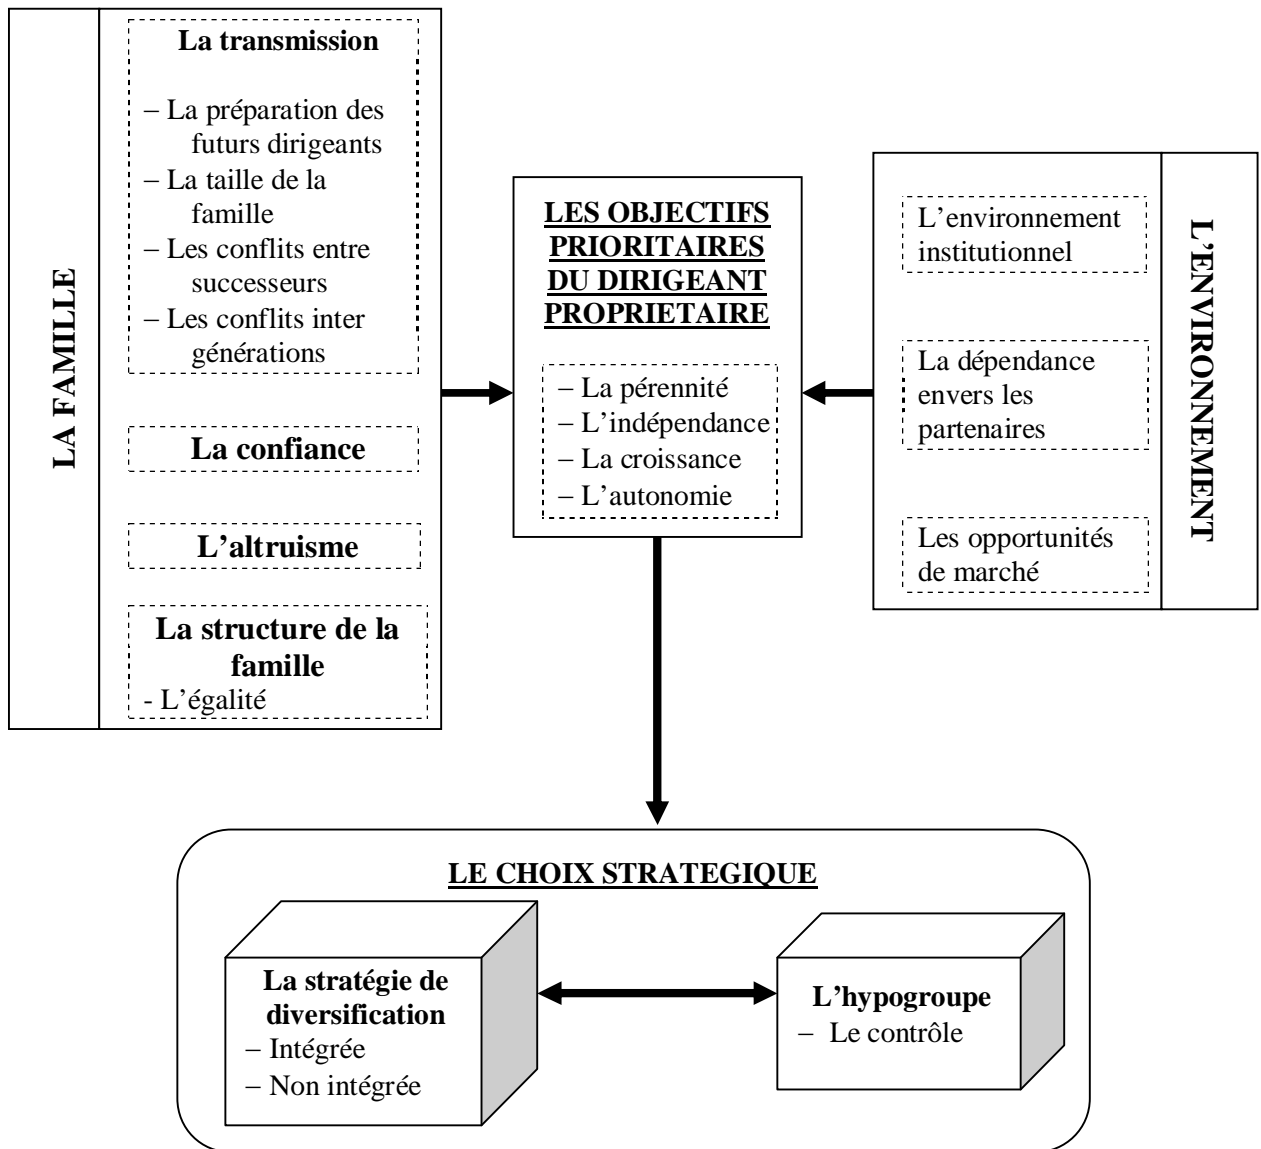 LA FAMILLE
La transmission
– La préparation des
futurs dirigeants
– La taille de la
famille
– Les conflits entre
successeurs
– Les conflits inter
générations
La confiance
L’altruisme
La structure de la
famille
- L’égalité
LES OBJECTIFS
PRIORITAIRES
DU DIRIGEANT
PROPRIETAIRE
– La pérennité
– L’indépendance
– La croissance
– L’autonomie
L’environnement
institutionnel
La dépendance
envers les
partenaires
Les opportunités
de marché
L’ENVIRONNEMENT
LE CHOIX STRATEGIQUE
La stratégie de
diversification
– Intégrée
– Non intégrée
L’hypogroupe
– Le contrôle